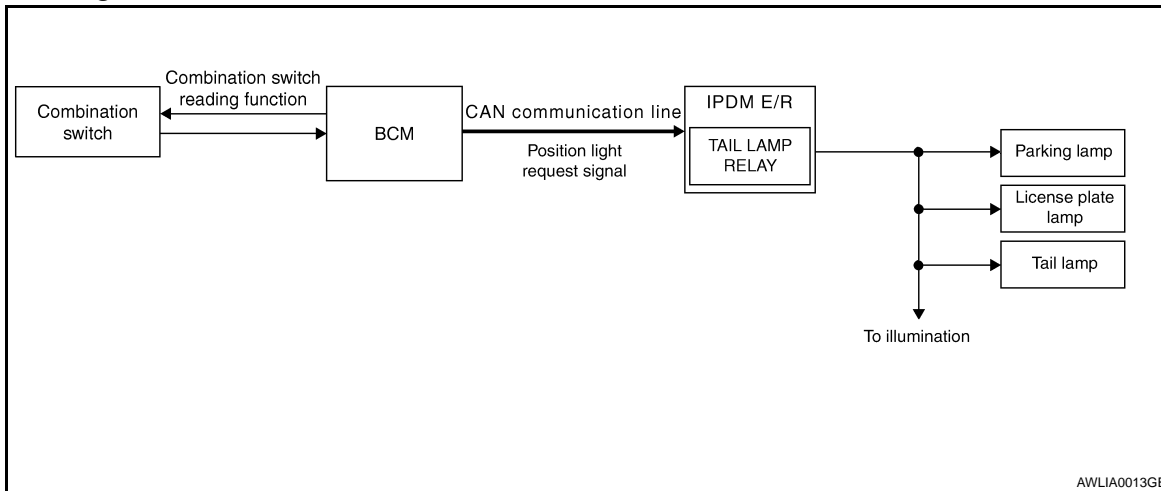 Combination switch
reading function
Combination
switch
BCM
CAN communication line
Position light
request signal
IPDM E/R
TAIL LAMP
RELAY
Parking lamp
License plate
lamp
Tail lamp
To illumination